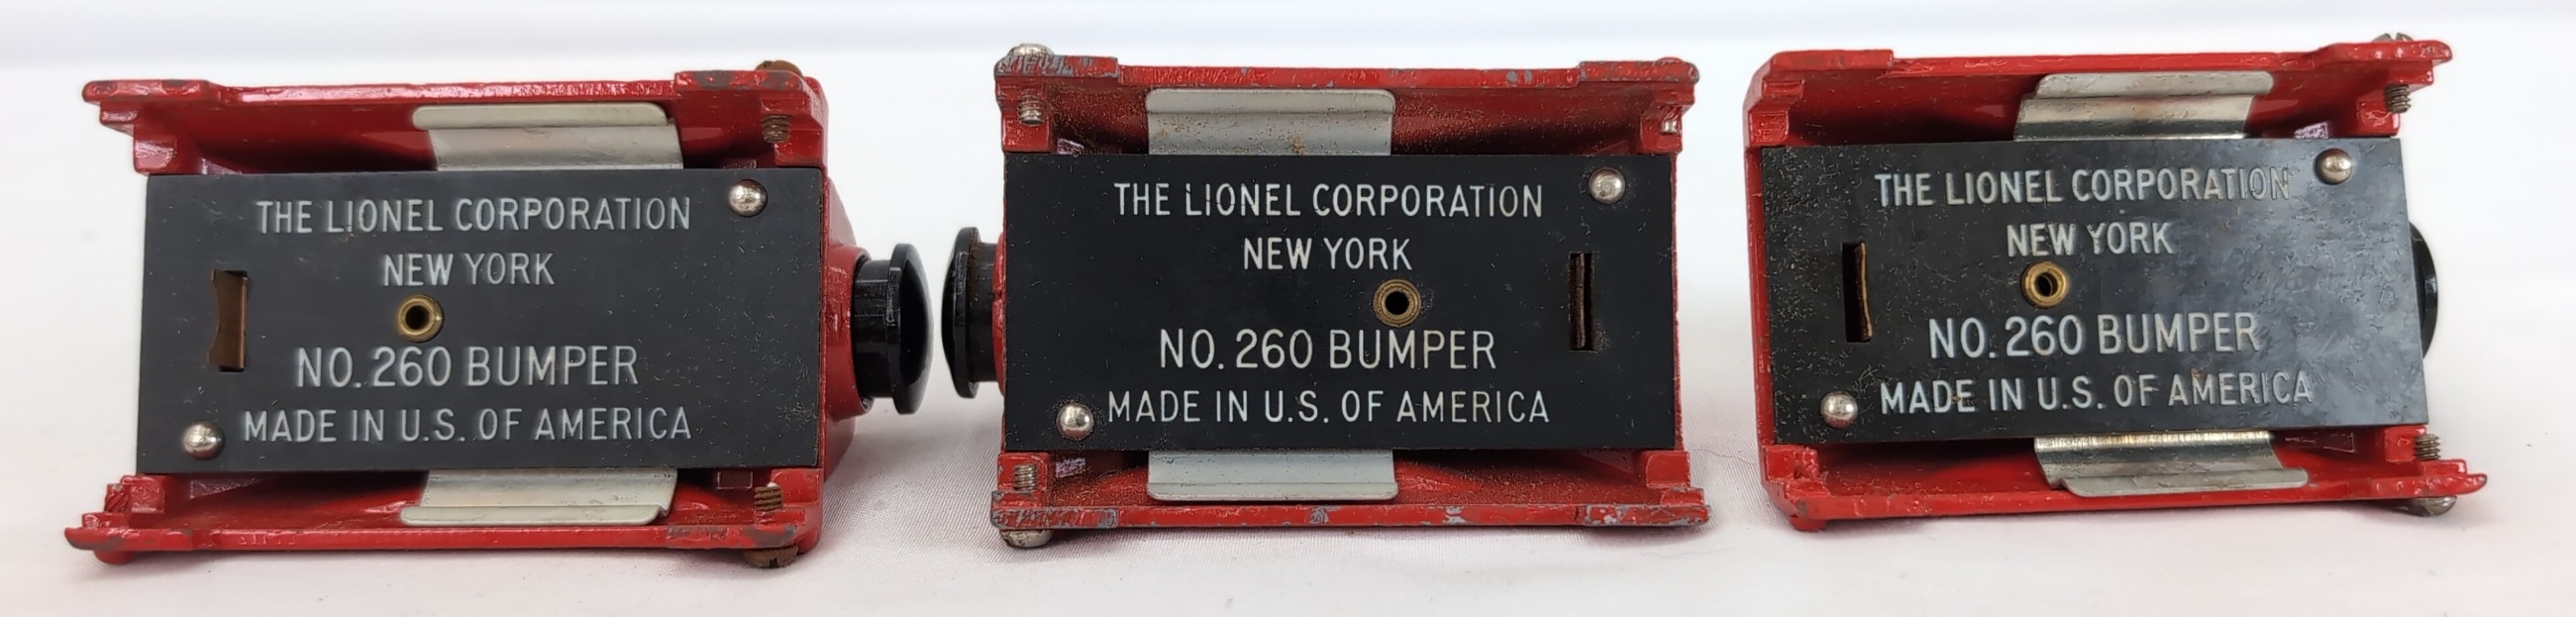 THE LIONEL CORPORATION
NEW YORK
NO. 260 BUMPER
MADE IN U.S. OF AMERICA
THE LIONEL CORPORATION
NEW YORK
NO. 260 BUMPER
MADE IN U.S. OF AMERICA
THE LIONEL CORPORATION
NEW YORK
NO. 260 BUMPER
MADE IN U.S. OF AMERICA